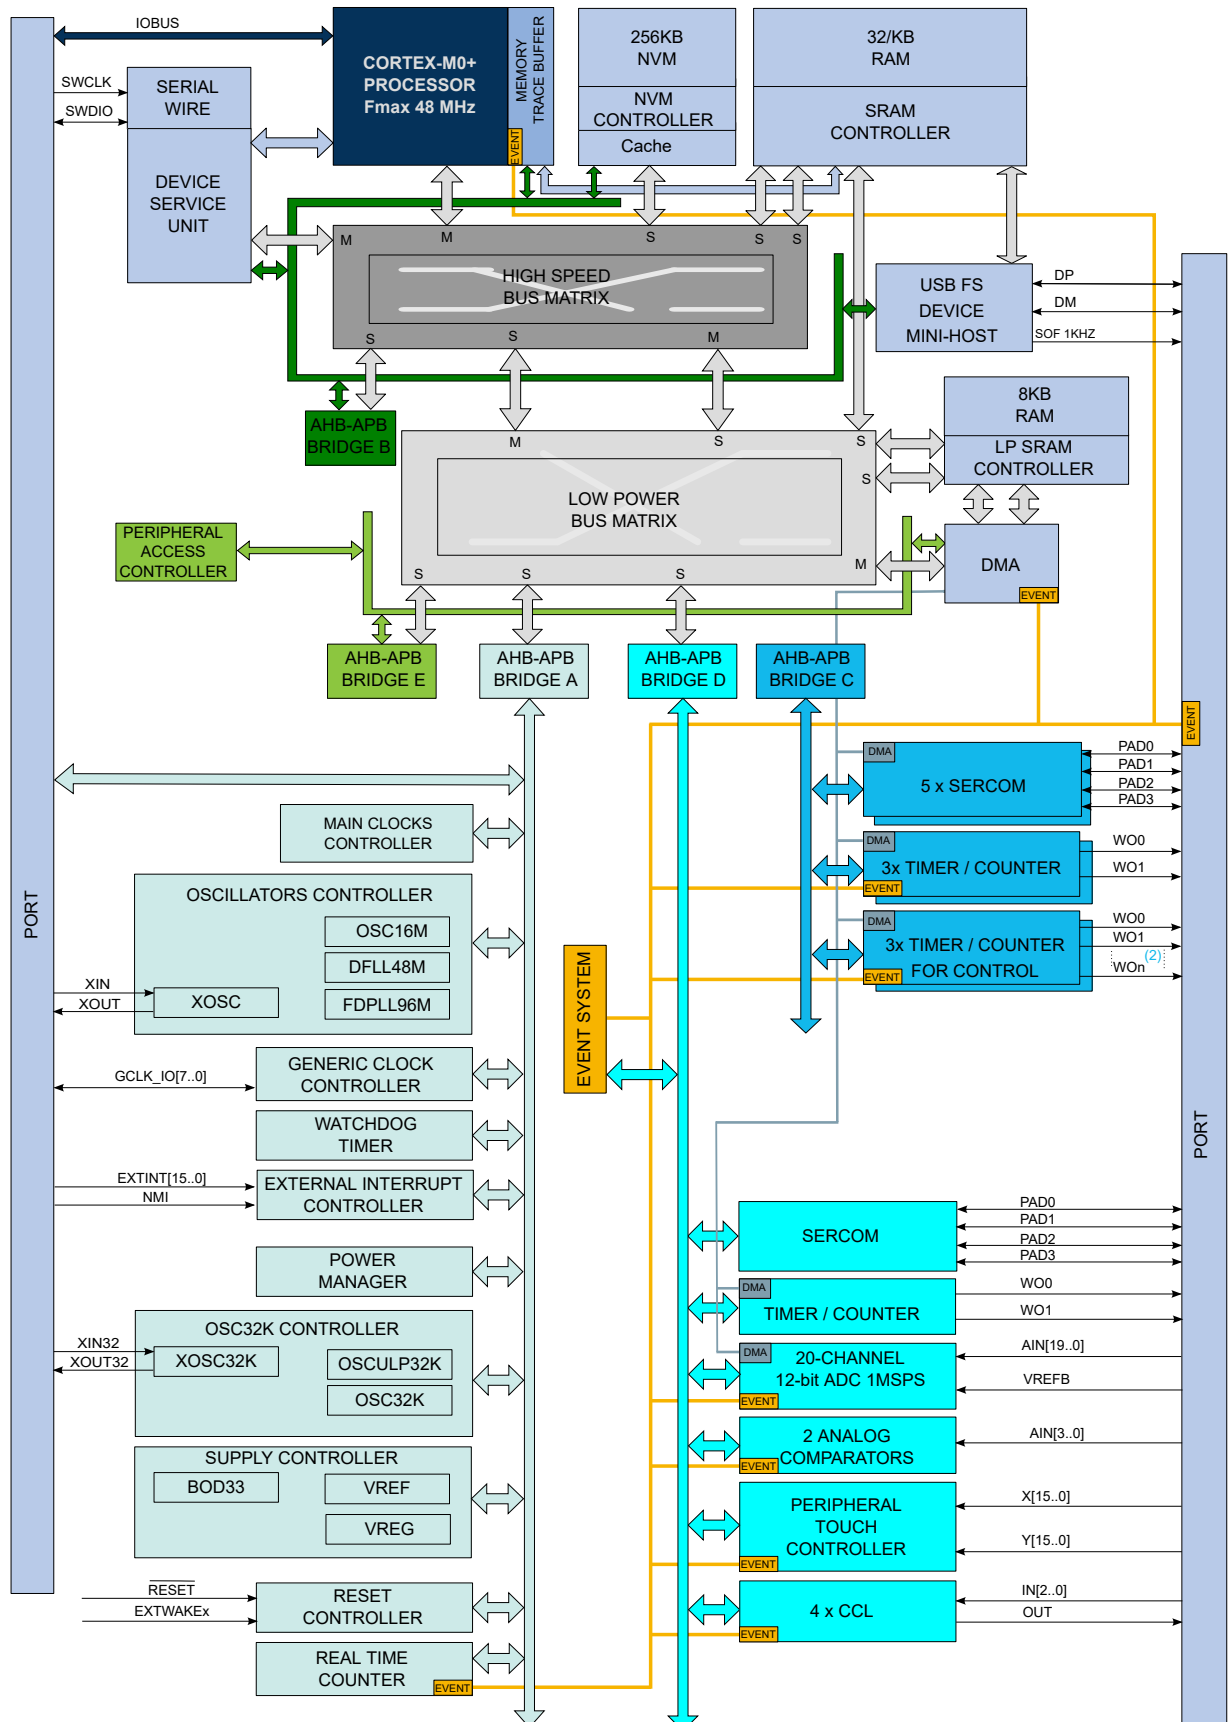 IOBUS
SWCLK
SWDIO
SERIAL
WIRE
DEVICE
SERVICE
UNIT
CORTEX-M0+
PROCESSOR
Fmax 48 MHz
MEMORY
TRACE BUFFER
EVENT
256KB
NVM
NVM
CONTROLLER
Cache
32/KB
RAM
SRAM
CONTROLLER
M
M
S
S
S
HIGH SPEED
BUS MATRIX
S
S
M
USB FS
DEVICE
MINI-HOST
DP
DM
SOF 1KHZ
AHB-APB
BRIDGE B
8KB
RAM
LP SRAM
CONTROLLER
M
S
S
S
LOW POWER
BUS MATRIX
M
S
S
S
PERIPHERAL
ACCESS
CONTROLLER
DMA
EVENT
AHB-APB
BRIDGE E
AHB-APB
BRIDGE A
AHB-APB
BRIDGE D
AHB-APB
BRIDGE C
EVENT
PORT
PORT
DMA
5 x SERCOM
PAD0
PAD1
PAD2
PAD3
DMA
3x TIMER / COUNTER
EVENT
WO0
WO1
DMA
3x TIMER / COUNTER
FOR CONTROL
EVENT
WO0
WO1
(2)
WOn
MAIN CLOCKS
CONTROLLER
OSCILLATORS CONTROLLER
OSC16M
DFLL48M
FDPLL96M
XOSC
XIN
XOUT
EVENT SYSTEM
GENERIC CLOCK
CONTROLLER
GCLK_IO[7..0]
WATCHDOG
TIMER
EXTINT[15..0]
NMI
EXTERNAL INTERRUPT
CONTROLLER
POWER
MANAGER
OSC32K CONTROLLER
XIN32
XOUT32
XOSC32K
OSCULP32K
OSC32K
SUPPLY CONTROLLER
BOD33
VREF
VREG
RESET
EXTWAKEx
RESET
CONTROLLER
REAL TIME
COUNTER
EVENT
SERCOM
PAD0
PAD1
PAD2
PAD3
DMA
TIMER / COUNTER
WO0
WO1
DMA
20-CHANNEL
12-bit ADC 1MSPS
EVENT
AIN[19..0]
VREFB
2 ANALOG
COMPARATORS
EVENT
AIN[3..0]
PERIPHERAL
TOUCH
CONTROLLER
EVENT
X[15..0]
Y[15..0]
4 x CCL
EVENT
IN[2..0]
OUT